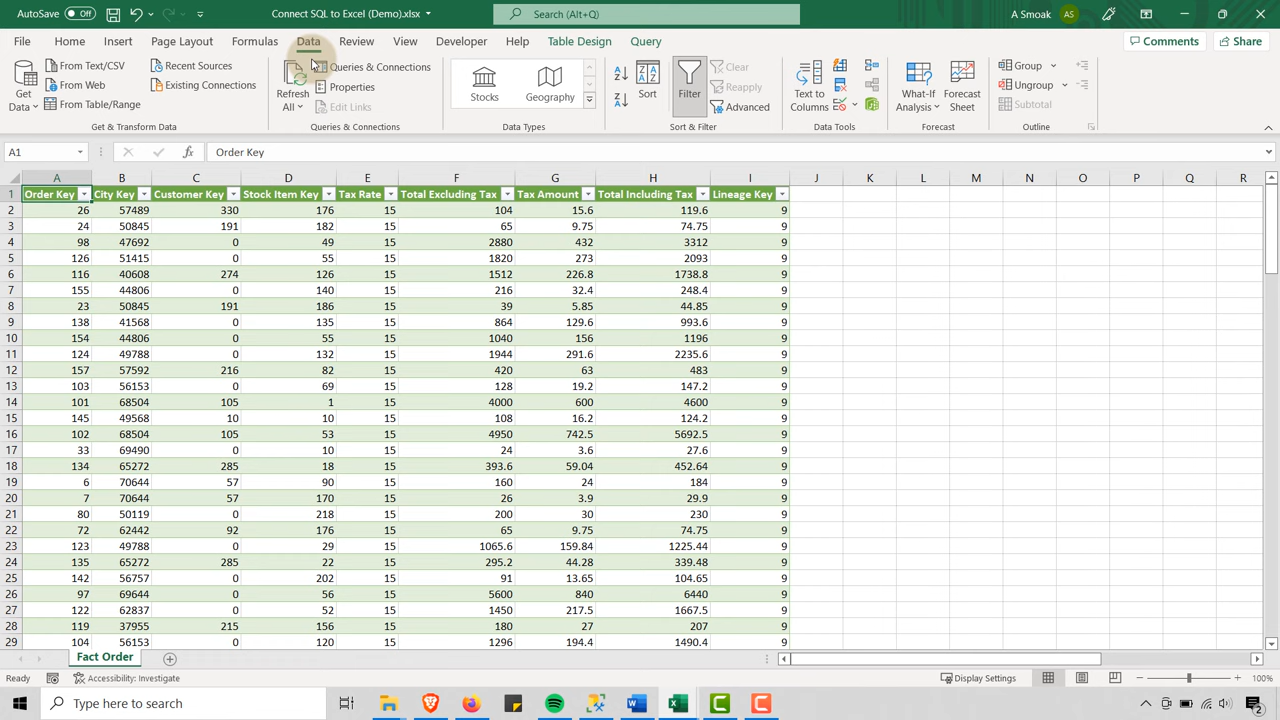 AutoSave Off Connect SQL to Excel (Demo).xlsx Search (Alt+Q) A Smoak AS
File Home Insert Page Layout Formulas Data Review View Developer Help Table Design Query Comments Share
Get Data From Text/CSV From Web From Table/Range Recent Sources Existing Connections Get & Transform Data
Refresh All Queries & Connections Properties Edit Links Queries & Connections
Stocks Geography Data Types
Sort Filter Clear Reapply Advanced Sort & Filter
Text to Columns Data Tools
What-If Analysis Forecast Sheet Forecast
Group Ungroup Subtotal Outline
A1 fx Order Key
A B C D E F G H I J K L M N O P Q R
1 Order Key City Key Customer Key Stock Item Key Tax Rate Total Excluding Tax Tax Amount Total Including Tax Lineage Key
2 26 57489 330 176 15 104 15.6 119.6 9
3 24 50845 191 182 15 65 9.75 74.75 9
4 98 47692 0 49 15 2880 432 3312 9
5 126 51415 0 55 15 1820 273 2093 9
6 116 40608 274 126 15 1512 226.8 1738.8 9
7 155 44806 0 140 15 216 32.4 248.4 9
8 23 50845 191 186 15 39 5.85 44.85 9
9 138 41568 0 135 15 864 129.6 993.6 9
10 154 44806 0 55 15 1040 156 1196 9
11 124 49788 0 132 15 1944 291.6 2235.6 9
12 157 57592 216 82 15 420 63 483 9
13 103 56153 0 69 15 128 19.2 147.2 9
14 101 68504 105 1 15 4000 600 4600 9
15 145 49568 10 10 15 108 16.2 124.2 9
16 102 68504 105 53 15 4950 742.5 5692.5 9
17 33 69490 0 10 15 24 3.6 27.6 9
18 134 65272 285 18 15 393.6 59.04 452.64 9
19 6 70644 57 90 15 160 24 184 9
20 7 70644 57 170 15 26 3.9 29.9 9
21 80 50119 0 218 15 200 30 230 9
22 72 62442 92 176 15 65 9.75 74.75 9
23 123 49788 0 29 15 1065.6 159.84 1225.44 9
24 135 65272 285 22 15 295.2 44.28 339.48 9
25 142 56757 0 202 15 91 13.65 104.65 9
26 97 69644 0 56 15 5600 840 6440 9
27 122 62837 0 52 15 1450 217.5 1667.5 9
28 119 37955 215 156 15 180 27 207 9
29 104 56153 0 120 15 1296 194.4 1490.4 9
Fact Order
Ready Accessibility: Investigate Display Settings 100%
Type here to search 2